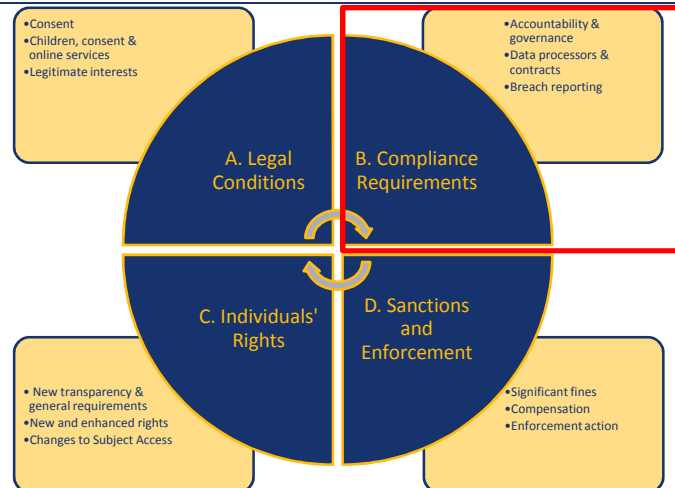 •Consent
•Children, consent &
online services
•Legitimate interests
•Accountability &
governance
•Data processors &
contracts
•Breach reporting
A. Legal
Conditions
B. Compliance
Requirements
C. Individuals'
Rights
D. Sanctions
and
Enforcement
• New transparency &
general requirements
•New and enhanced rights
•Changes to Subject Access
•Significant fines
•Compensation
•Enforcement action